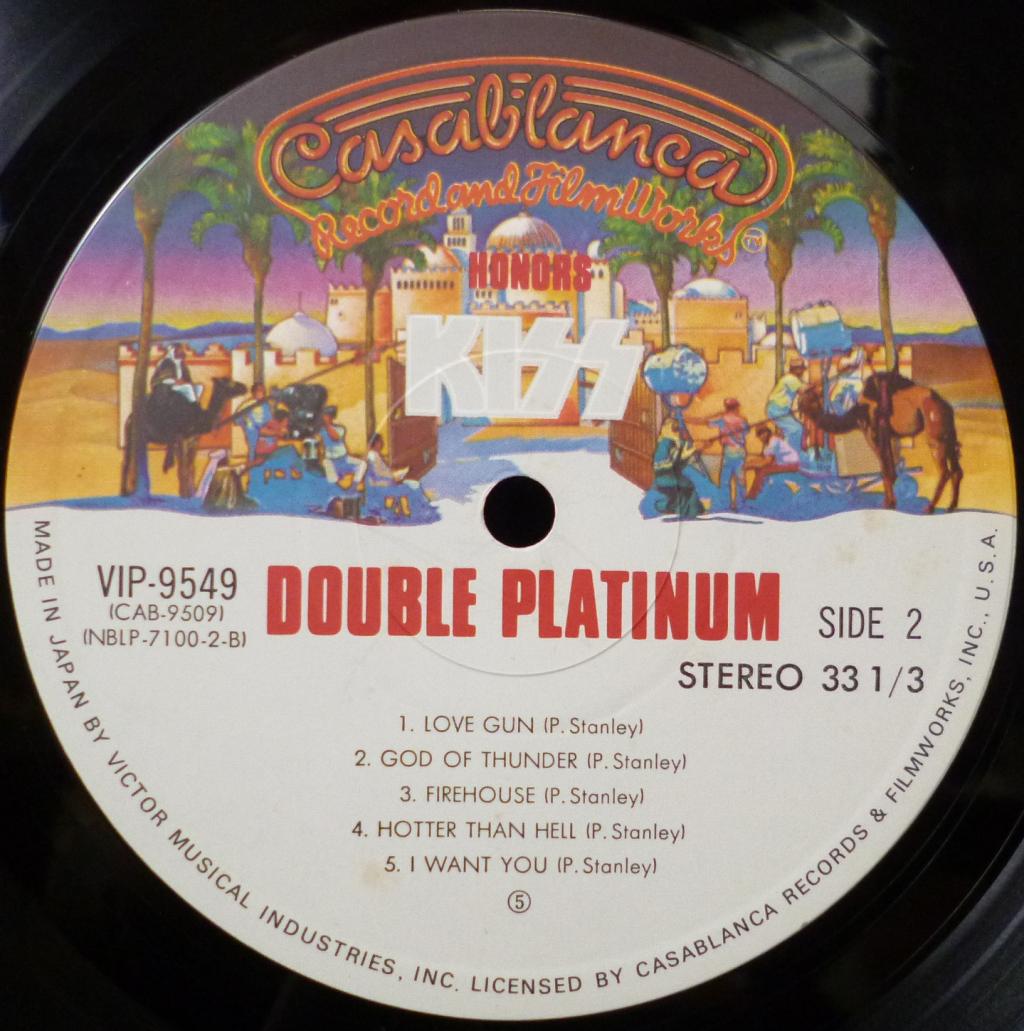 Casablanca
Record and FilmWorks TM
HONORS
KISS
VIP-9549
(CAB-9509)
(NBLP-7100-2-B)
DOUBLE PLATINUM
SIDE 2
STEREO 33 1/3
1. LOVE GUN (P. Stanley)
2. GOD OF THUNDER (P. Stanley)
3. FIREHOUSE (P. Stanley)
4. HOTTER THAN HELL (P. Stanley)
5. I WANT YOU (P. Stanley)
⑤
MADE IN JAPAN BY VICTOR MUSICAL INDUSTRIES, INC. LICENSED BY CASABLANCA RECORDS & FILMWORKS, INC., U.S.A.